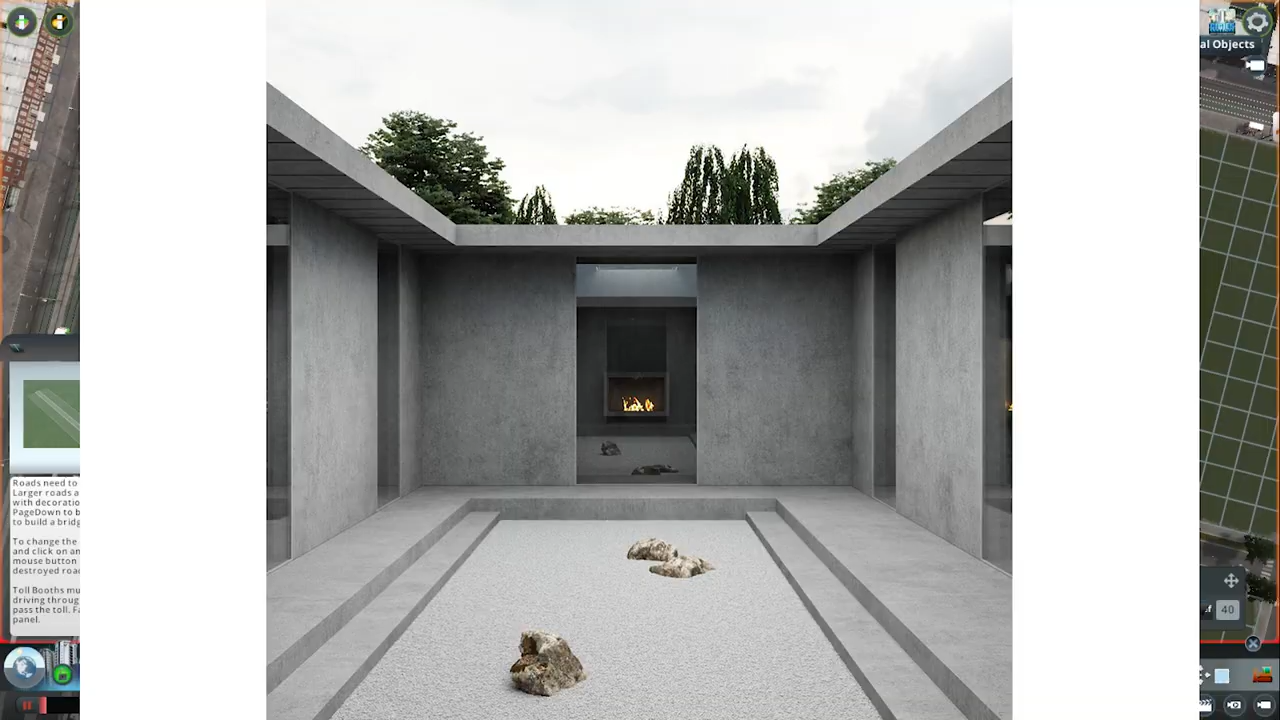 al Objects
Roads need to
Larger roads a
with decoratio
PageDown to b
to build a bridg
To change the
and click on an
mouse button
destroyed road
Toll Booths mu
driving throug
pass the toll. Fa
panel.
40